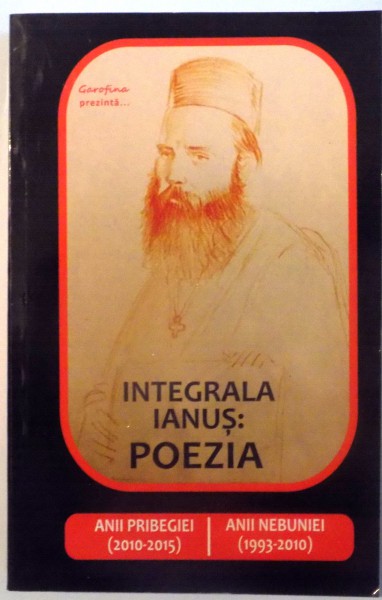 Garofina
prezintă...
INTEGRALA
IANUȘ:
POEZIA
ANII PRIBEGIEI
(2010-2015)
ANII NEBUNIEI
(1993-2010)